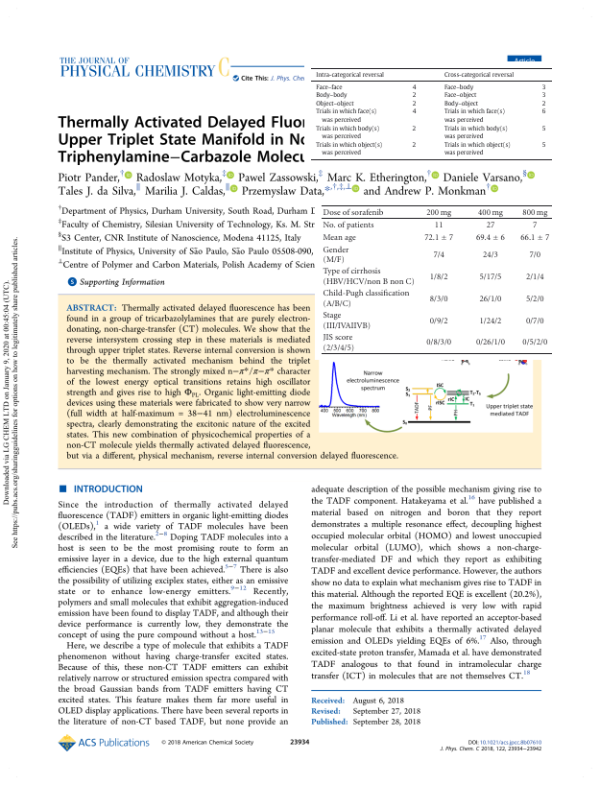 Downloaded via LG CHEM LTD on January 9, 2020 at 00:45:04 (UTC).
See https://pubs.acs.org/sharingguidelines for options on how to legitimately share published articles.
THE JOURNAL OF
PHYSICAL CHEMISTRY C
Cite This: J. Phys. Che
Article
Intra-categorical reversal Cross-categorical reversal
Face–face 4 Face–body 3
Body–body 2 Face–object 3
Object–object 2 Body–object 2
Trials in which face(s) 4 Trials in which face(s) 6
was perceived was perceived
Trials in which body(s) 2 Trials in which body(s) 5
was perceived was perceived
Trials in which object(s) 2 Trials in which object(s) 5
was perceived was perceived
Thermally Activated Delayed Fluor
Upper Triplet State Manifold in No
Triphenylamine−Carbazole Molecu
Piotr Pander,† Radoslaw Motyka,‡ Pawel Zassowski,‡ Marc K. Etherington,† Daniele Varsano,§
Tales J. da Silva,∥ Marilia J. Caldas,∥ Przemyslaw Data,*,†,‡,⊥ and Andrew P. Monkman†
†Department of Physics, Durham University, South Road, Durham D
‡Faculty of Chemistry, Silesian University of Technology, Ks. M. Str
§S3 Center, CNR Institute of Nanoscience, Modena 41125, Italy
∥Institute of Physics, University of São Paulo, São Paulo 05508-090,
⊥Centre of Polymer and Carbon Materials, Polish Academy of Scien
Supporting Information
Dose of sorafenib 200 mg 400 mg 800 mg
No. of patients 11 27 7
Mean age 72.1 ± 7 69.4 ± 6 66.1 ± 7
Gender
(M/F) 7/4 24/3 7/0
Type of cirrhosis
(HBV/HCV/non B non C) 1/8/2 5/17/5 2/1/4
Child-Pugh classification
(A/B/C) 8/3/0 26/1/0 5/2/0
Stage
(III/IVA/IVB) 0/9/2 1/24/2 0/7/0
JIS score
(2/3/4/5) 0/8/3/0 0/26/1/0 0/5/2/0
ABSTRACT: Thermally activated delayed fluorescence has been
found in a group of tricarbazolylamines that are purely electron-
donating, non-charge-transfer (CT) molecules. We show that the
reverse intersystem crossing step in these materials is mediated
through upper triplet states. Reverse internal conversion is shown
to be the thermally activated mechanism behind the triplet
harvesting mechanism. The strongly mixed n−π*/π−π* character
of the lowest energy optical transitions retains high oscillator
strength and gives rise to high ΦPL. Organic light-emitting diode
devices using these materials were fabricated to show very narrow
(full width at half-maximum = 38−41 nm) electroluminescence
spectra, clearly demonstrating the excitonic nature of the excited
states. This new combination of physicochemical properties of a
non-CT molecule yields thermally activated delayed fluorescence,
but via a different, physical mechanism, reverse internal conversion delayed fluorescence.
Narrow
electroluminescence
spectrum
400 500 600 700 800
Wavelength (nm)
TADF
Upper triplet state
mediated TADF
■ INTRODUCTION
Since the introduction of thermally activated delayed
fluorescence (TADF) emitters in organic light-emitting diodes
(OLEDs),1 a wide variety of TADF molecules have been
described in the literature.2−8 Doping TADF molecules into a
host is seen to be the most promising route to form an
emissive layer in a device, due to the high external quantum
efficiencies (EQEs) that have been achieved.3−7 There is also
the possibility of utilizing exciplex states, either as an emissive
state or to enhance low-energy emitters.9−12 Recently,
polymers and small molecules that exhibit aggregation-induced
emission have been found to display TADF, and although their
device performance is currently low, they demonstrate the
concept of using the pure compound without a host.13−15
Here, we describe a type of molecule that exhibits a TADF
phenomenon without having charge-transfer excited states.
Because of this, these non-CT TADF emitters can exhibit
relatively narrow or structured emission spectra compared with
the broad Gaussian bands from TADF emitters having CT
excited states. This feature makes them far more useful in
OLED display applications. There have been several reports in
the literature of non-CT based TADF, but none provide an
adequate description of the possible mechanism giving rise to
the TADF component. Hatakeyama et al.16 have published a
material based on nitrogen and boron that they report
demonstrates a multiple resonance effect, decoupling highest
occupied molecular orbital (HOMO) and lowest unoccupied
molecular orbital (LUMO), which shows a non-charge-
transfer-mediated DF and which they report as exhibiting
TADF and excellent device performance. However, the authors
show no data to explain what mechanism gives rise to TADF in
this material. Although the reported EQE is excellent (20.2%),
the maximum brightness achieved is very low with rapid
performance roll-off. Li et al. have reported an acceptor-based
planar molecule that exhibits a thermally activated delayed
emission and OLEDs yielding EQEs of 6%.17 Also, through
excited-state proton transfer, Mamada et al. have demonstrated
TADF analogous to that found in intramolecular charge
transfer (ICT) in molecules that are not themselves CT.18
Received: August 6, 2018
Revised: September 27, 2018
Published: September 28, 2018
ACS Publications © 2018 American Chemical Society 23934 DOI: 10.1021/acs.jpcc.8b07610
J. Phys. Chem. C 2018, 122, 23934−23942